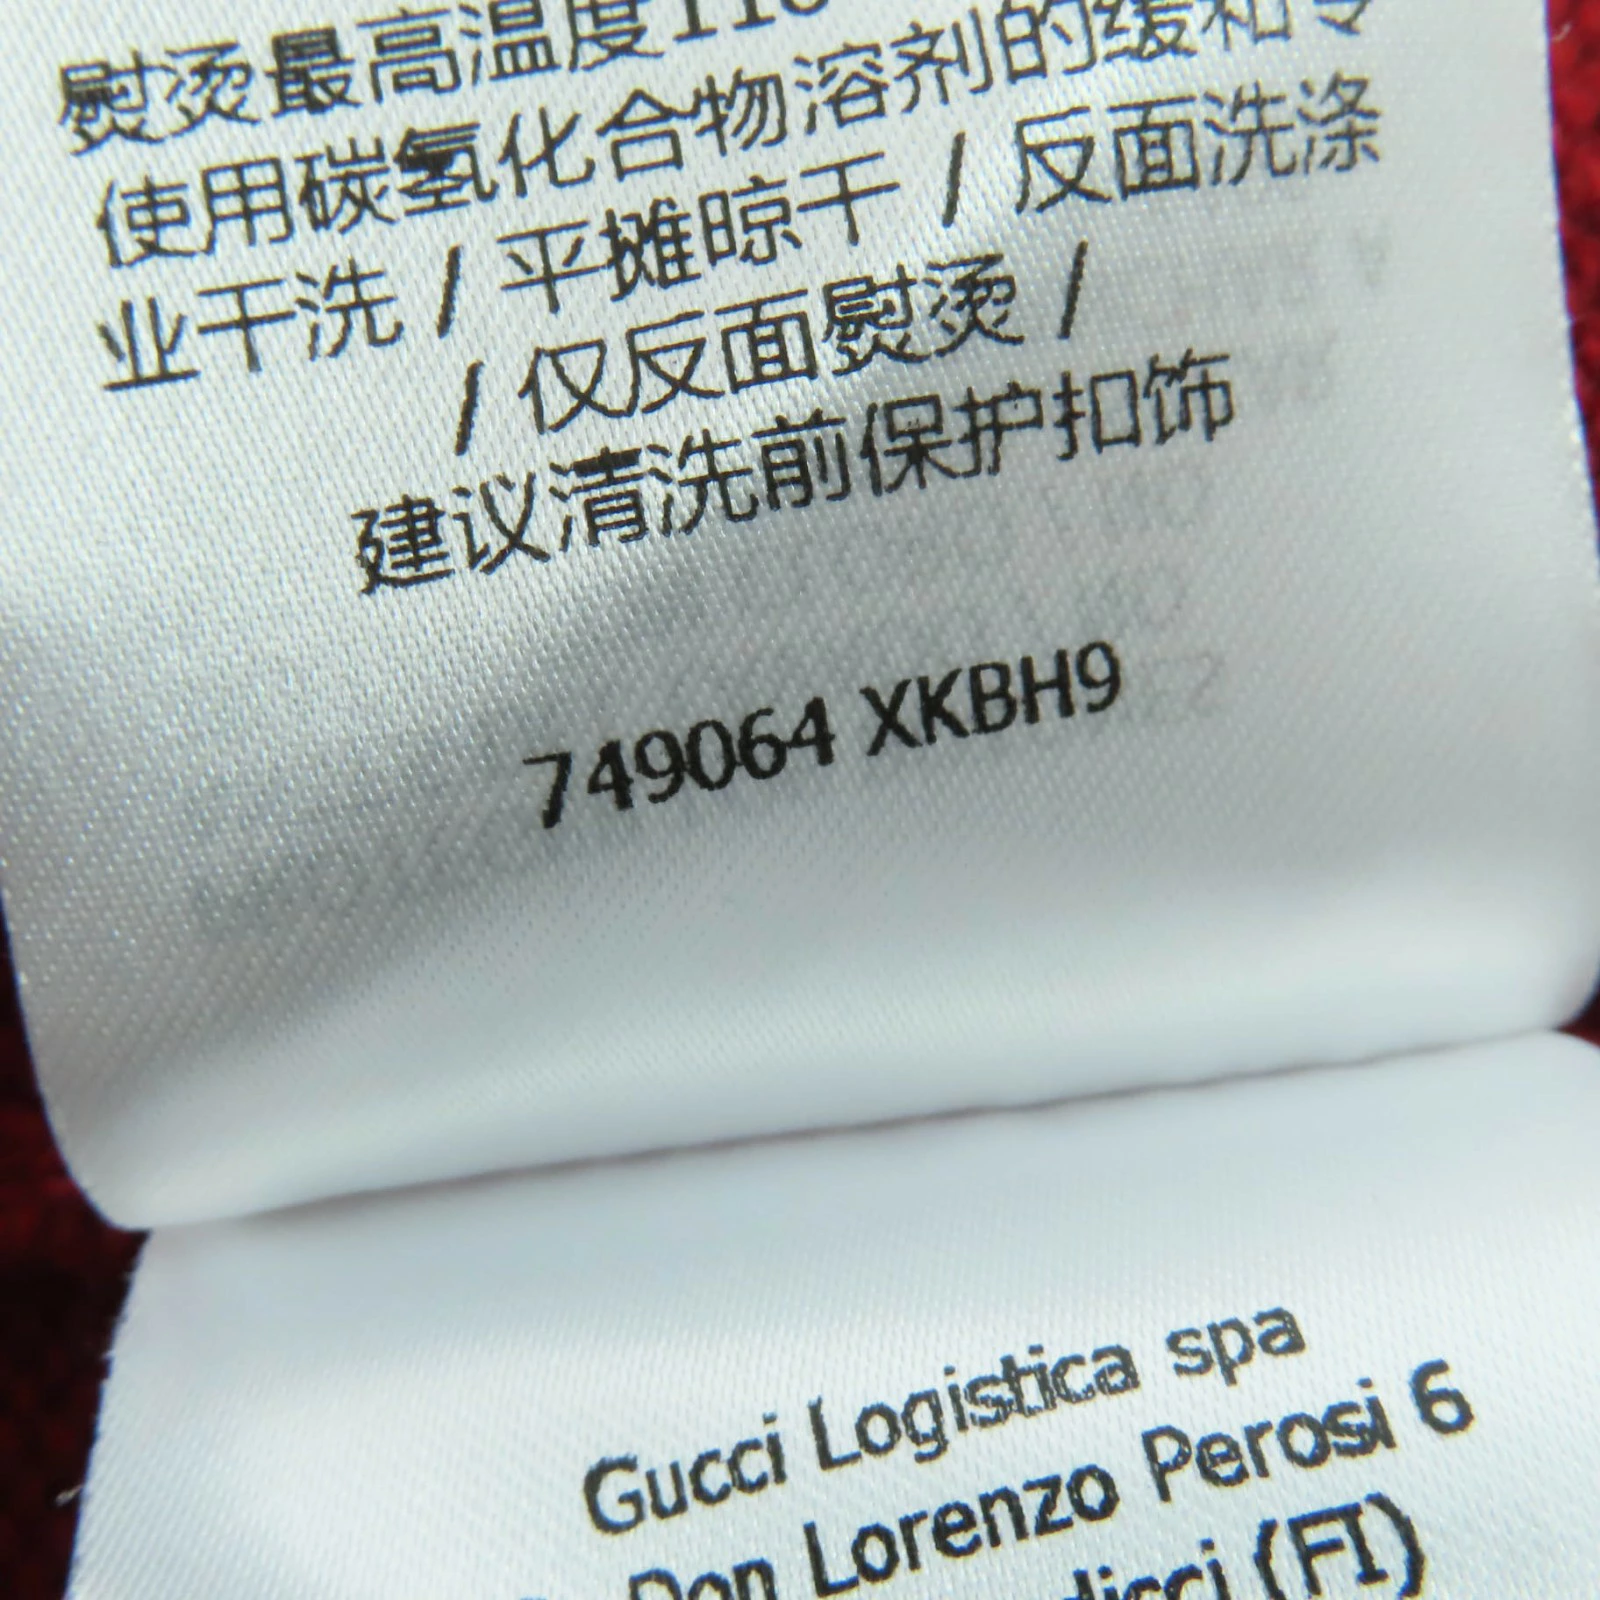 熨烫最高温度110
使用碳氢化合物溶剂的缓和专
业干洗 / 平摊晾干 / 反面洗涤
/ 仅反面熨烫 /
建议清洗前保护扣饰
749064 XKBH9
Gucci Logistica spa
Don Lorenzo Perosi 6
(FI)